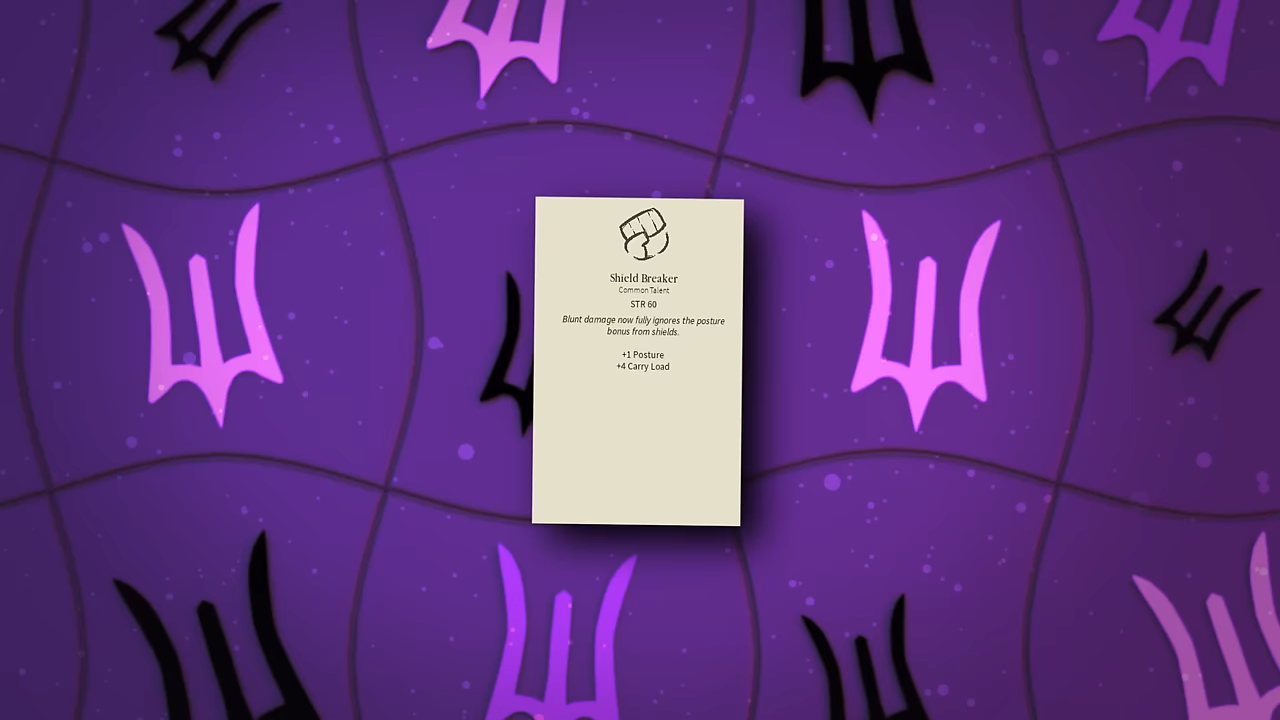 Shield Breaker
Common Talent
STR 60
Blunt damage now fully ignores the posture
bonus from shields.
+1 Posture
+4 Carry Load